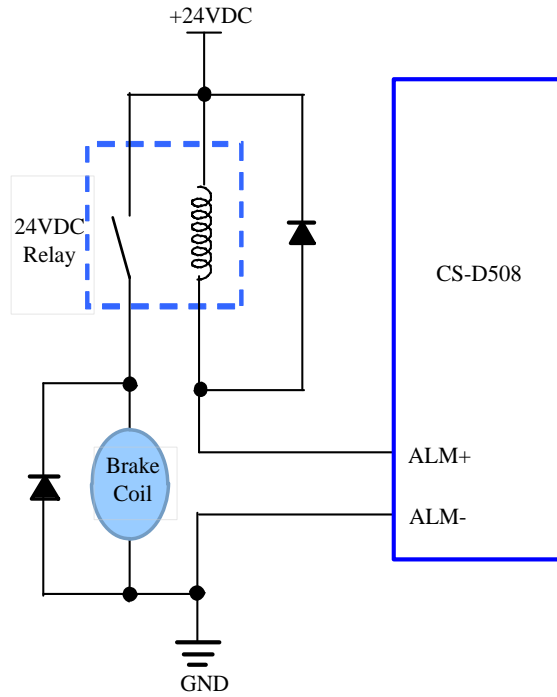 +24VDC
24VDC
Relay
CS-D508
Brake
Coil
ALM+
ALM-
GND